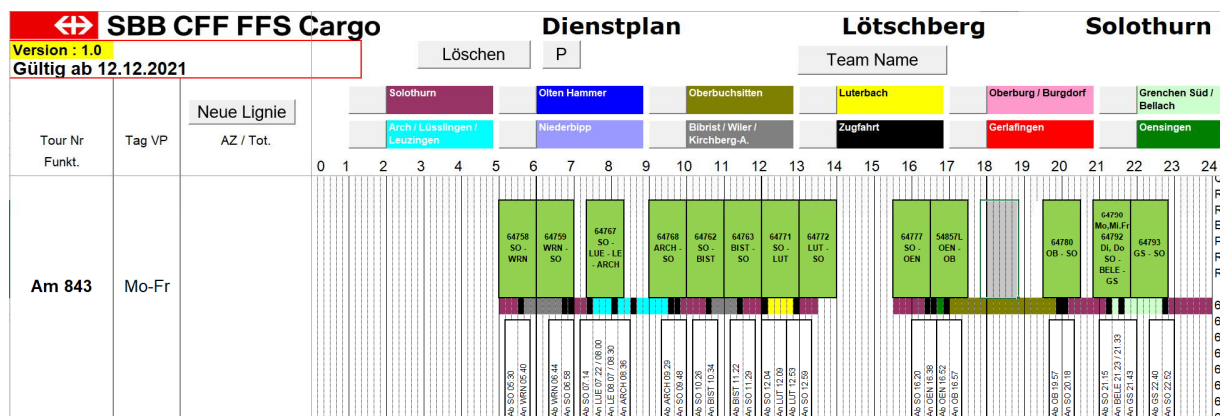 SBB CFF FFS Cargo Dienstplan Lötschberg Solothurn
Version : 1.0
Gültig ab 12.12.2021
Löschen P Team Name
Neue Lignie
Solothurn Olten Hammer Oberbuchsitten Luterbach Oberburg / Burgdorf Grenchen Süd / Bellach
Arch / Lüsslingen / Leuzingen Niederbipp Bibrist / Wiler / Kirchberg-A. Zugfahrt Gerlafingen Oensingen
Tour Nr Funkt. Tag VP AZ / Tot.
0 1 2 3 4 5 6 7 8 9 10 11 12 13 14 15 16 17 18 19 20 21 22 23 24
Am 843 Mo-Fr
64758 SO - WRN
64759 WRN - SO
64767 SO - LUE - LE - ARCH
64768 ARCH - SO
64762 SO - BIST
64763 BIST - SO
64771 SO - LUT
64772 LUT - SO
64777 SO - OEN
54857L OEN - OB
64780 OB - SO
64790 Mo,Mi.Fr 64792 Di, Do SO - BELE - GS
64793 GS - SO
Ab SO 05.30
An WRN 05.40
Ab WRN 06.44
An SO 06.58
Ab SO 07.14
An LUE 07.22 / 08.00
An LE 08.07 / 08.30
An ARCH 08.36
Ab ARCH 09.29
An SO 09.48
Ab SO 10.26
An BIST 10.34
Ab BIST 11.22
An SO 11.29
Ab SO 12.04
An LUT 12.09
Ab LUT 12.53
An SO 12.59
Ab SO 16.20
An OEN 16.38
Ab OEN 16.52
An OB 16.57
Ab OB 19.57
An SO 20.18
Ab SO 21.15
An BELE 21.23 / 21.33
An GS 21.43
Ab GS 22.40
An SO 22.52